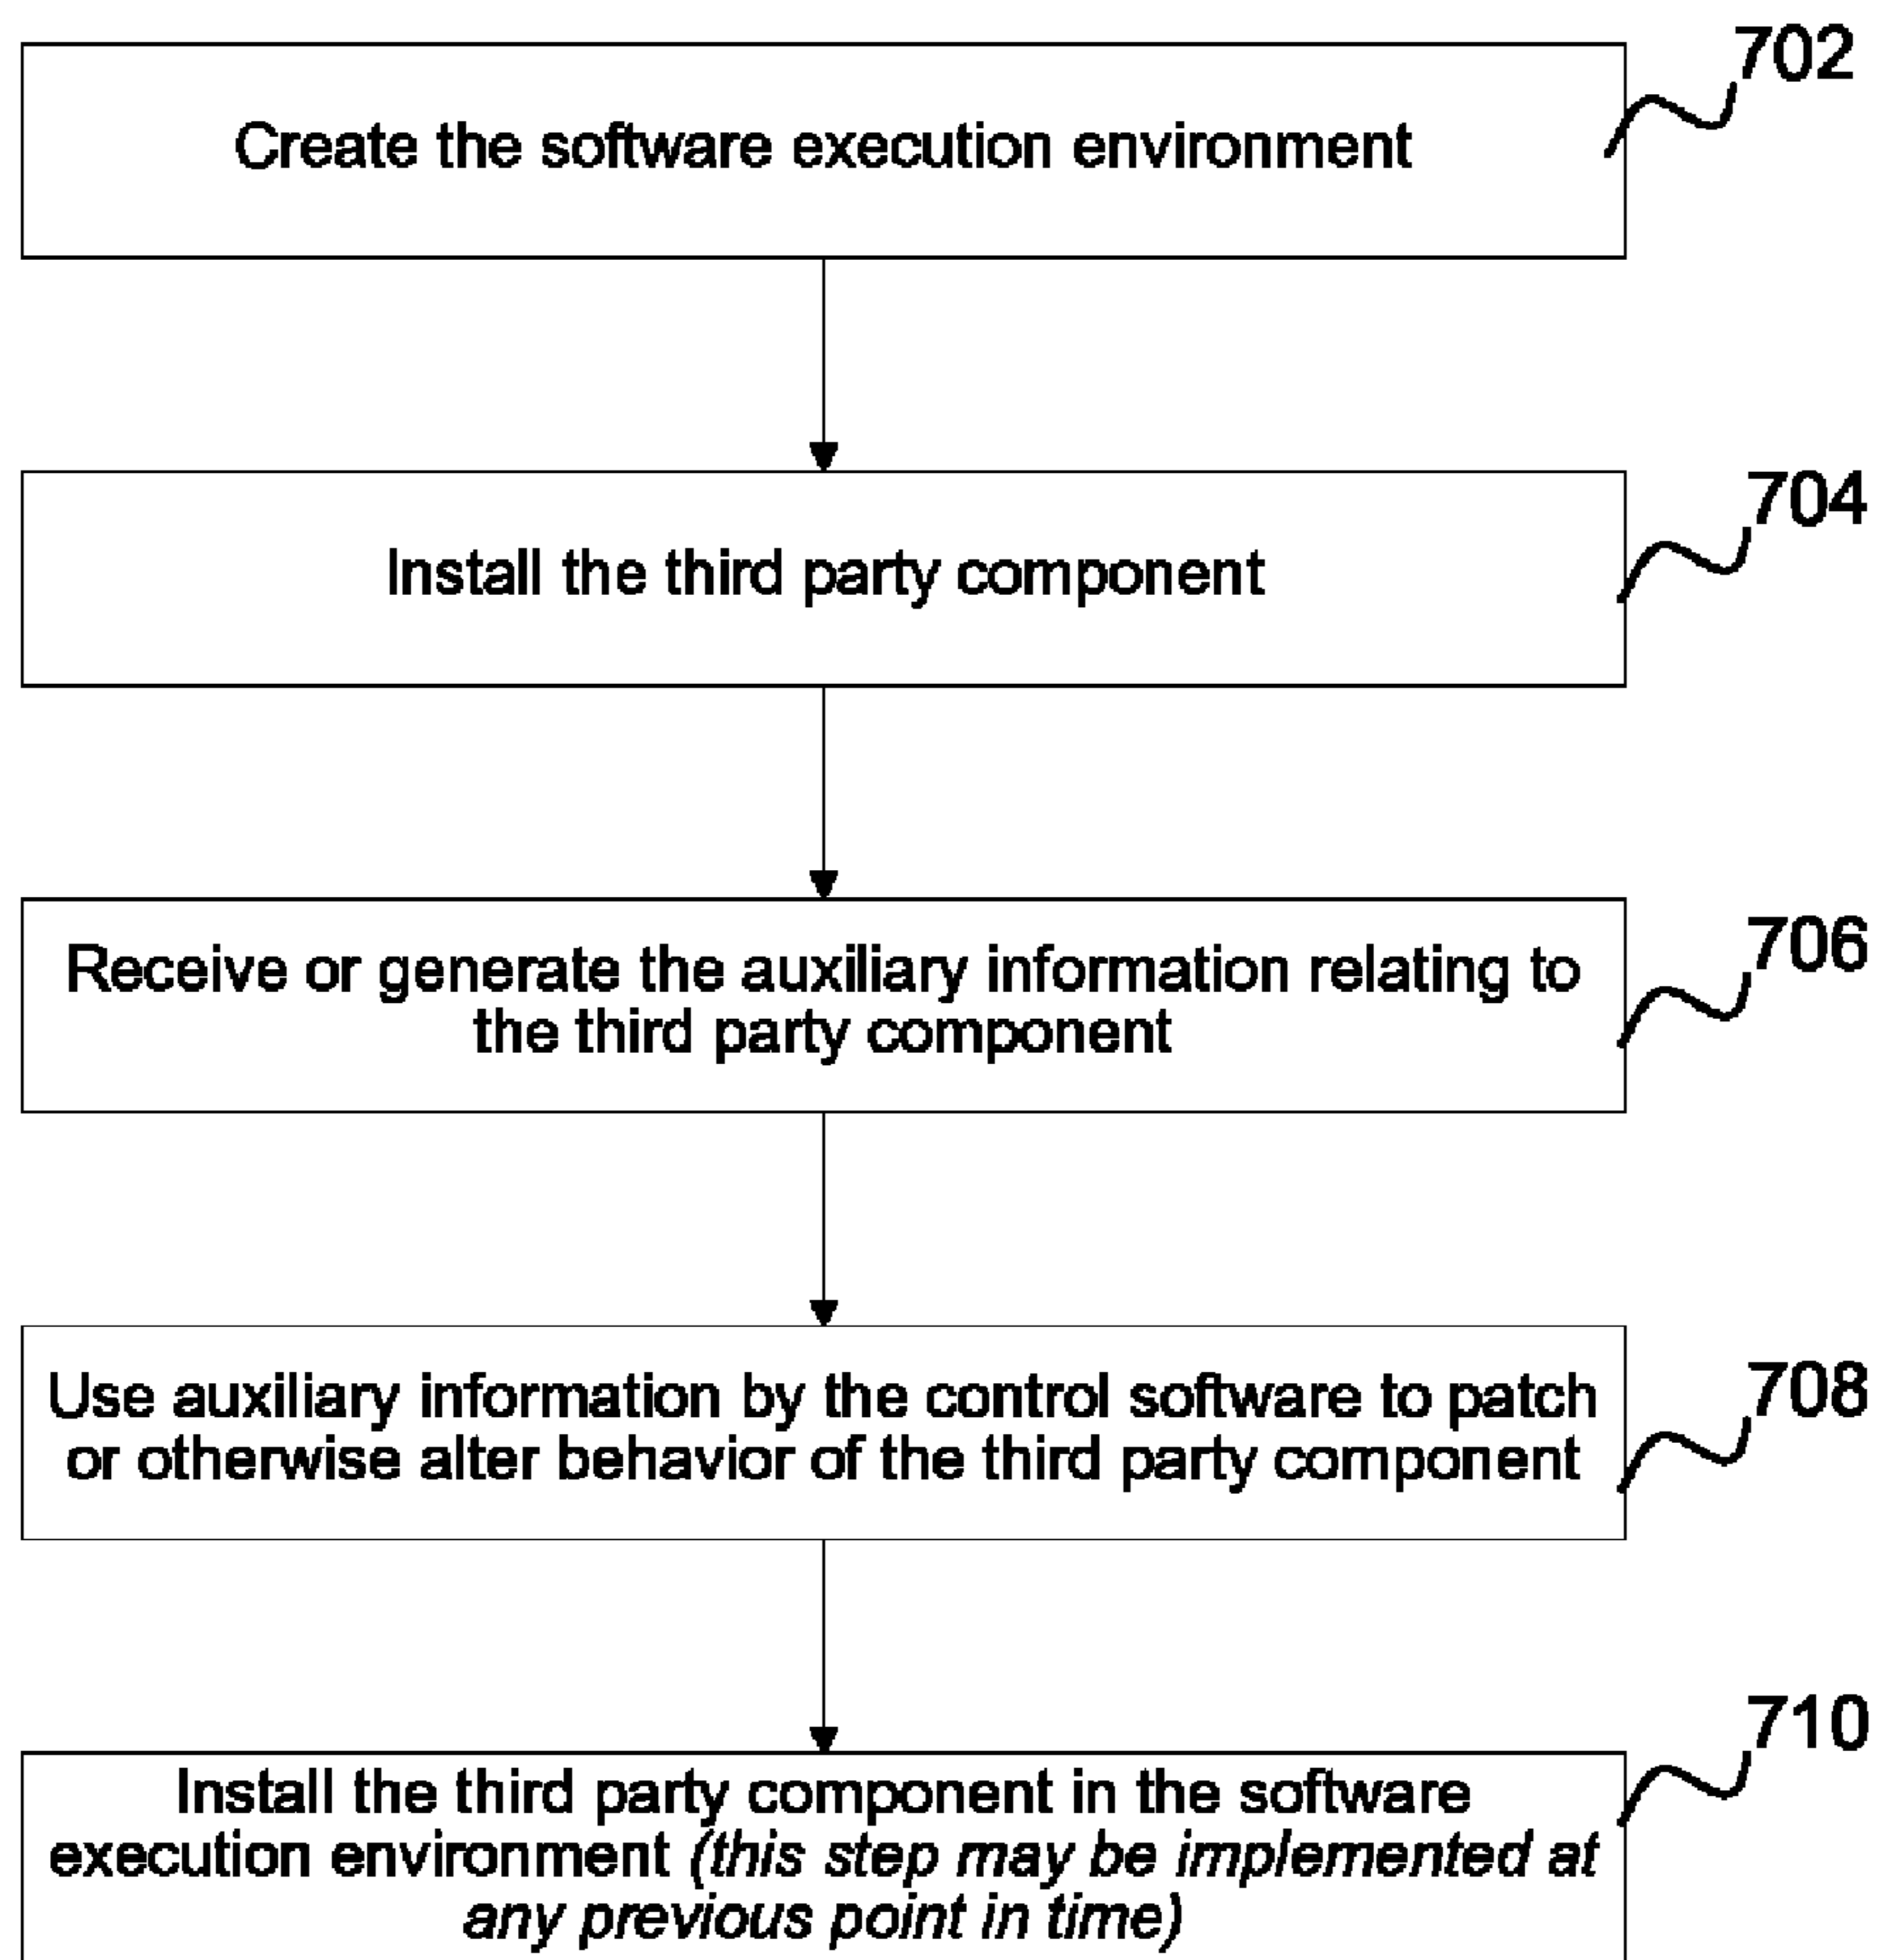 702
Create the software execution environment
704
Install the third party component
706
Receive or generate the auxiliary information relating to
the third party component
708
Use auxiliary information by the control software to patch
or otherwise alter behavior of the third party component
710
Install the third party component in the software
execution environment (this step may be implemented at
any previous point in time)